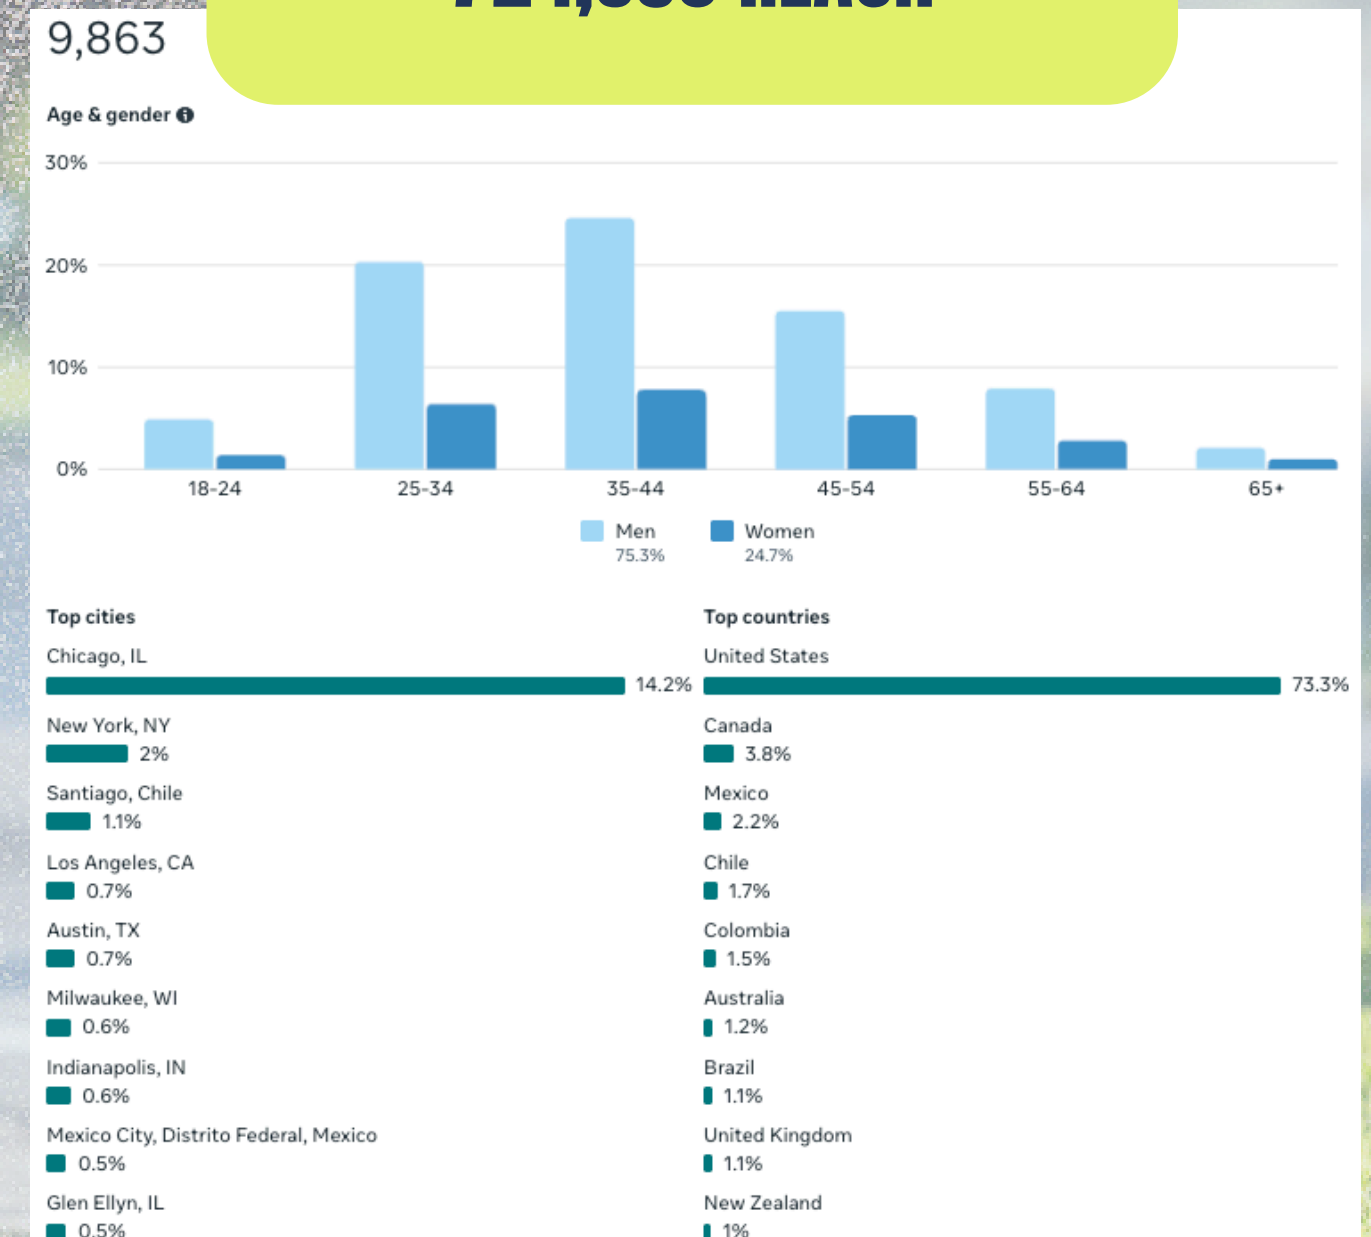 REACH
9,863
Age & gender
30%
20%
10%
0%
18-24 25-34 35-44 45-54 55-64 65+
Men Women
75.3% 24.7%
Top cities Top countries
Chicago, IL United States
14.2% 73.3%
New York, NY Canada
2% 3.8%
Santiago, Chile Mexico
1.1% 2.2%
Los Angeles, CA Chile
0.7% 1.7%
Austin, TX Colombia
0.7% 1.5%
Milwaukee, WI Australia
0.6% 1.2%
Indianapolis, IN Brazil
0.6% 1.1%
Mexico City, Distrito Federal, Mexico United Kingdom
0.5% 1.1%
Glen Ellyn, IL New Zealand
0.5% 1%